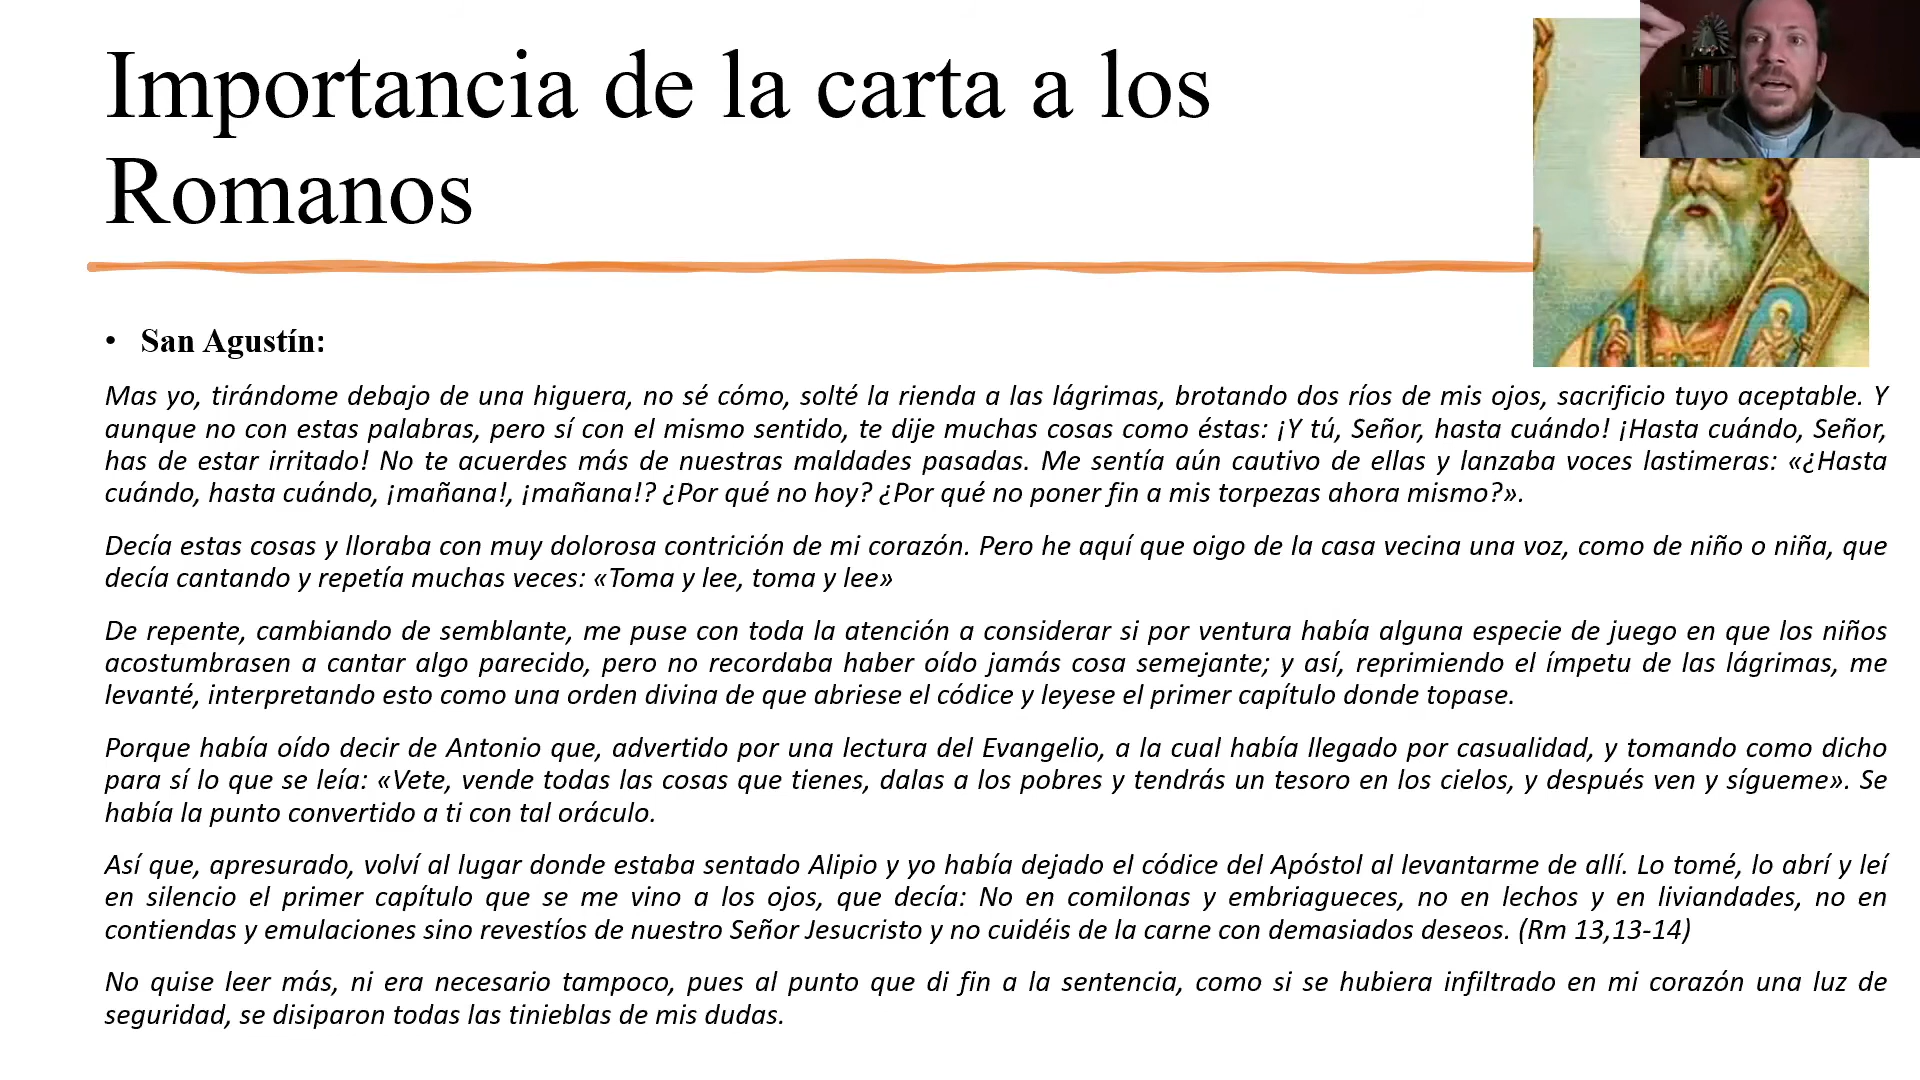 Importancia de la carta a los
Romanos
• San Agustín:
Mas yo, tirándome debajo de una higuera, no sé cómo, solté la rienda a las lágrimas, brotando dos ríos de mis ojos, sacrificio tuyo aceptable. Y
aunque no con estas palabras, pero sí con el mismo sentido, te dije muchas cosas como éstas: ¡Y tú, Señor, hasta cuándo! ¡Hasta cuándo, Señor,
has de estar irritado! No te acuerdes más de nuestras maldades pasadas. Me sentía aún cautivo de ellas y lanzaba voces lastimeras: «¿Hasta
cuándo, hasta cuándo, ¡mañana!, ¡mañana!? ¿Por qué no hoy? ¿Por qué no poner fin a mis torpezas ahora mismo?».
Decía estas cosas y lloraba con muy dolorosa contrición de mi corazón. Pero he aquí que oigo de la casa vecina una voz, como de niño o niña, que
decía cantando y repetía muchas veces: «Toma y lee, toma y lee»
De repente, cambiando de semblante, me puse con toda la atención a considerar si por ventura había alguna especie de juego en que los niños
acostumbrasen a cantar algo parecido, pero no recordaba haber oído jamás cosa semejante; y así, reprimiendo el ímpetu de las lágrimas, me
levanté, interpretando esto como una orden divina de que abriese el códice y leyese el primer capítulo donde topase.
Porque había oído decir de Antonio que, advertido por una lectura del Evangelio, a la cual había llegado por casualidad, y tomando como dicho
para sí lo que se leía: «Vete, vende todas las cosas que tienes, dalas a los pobres y tendrás un tesoro en los cielos, y después ven y sígueme». Se
había la punto convertido a ti con tal oráculo.
Así que, apresurado, volví al lugar donde estaba sentado Alipio y yo había dejado el códice del Apóstol al levantarme de allí. Lo tomé, lo abrí y leí
en silencio el primer capítulo que se me vino a los ojos, que decía: No en comilonas y embriagueces, no en lechos y en liviandades, no en
contiendas y emulaciones sino revestíos de nuestro Señor Jesucristo y no cuidéis de la carne con demasiados deseos. (Rm 13,13-14)
No quise leer más, ni era necesario tampoco, pues al punto que di fin a la sentencia, como si se hubiera infiltrado en mi corazón una luz de
seguridad, se disiparon todas las tinieblas de mis dudas.